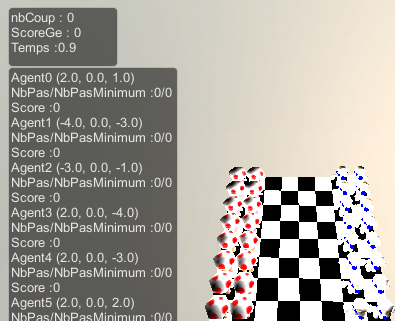 nbCoup : 0
ScoreGe : 0
Temps :0.9
Agent0 (2.0, 0.0, 1.0)
NbPas/NbPasMinimum :0/0
Score :0
Agent1 (-4.0, 0.0, -3.0)
NbPas/NbPasMinimum :0/0
Score :0
Agent2 (-3.0, 0.0, -1.0)
NbPas/NbPasMinimum :0/0
Score :0
Agent3 (2.0, 0.0, -4.0)
NbPas/NbPasMinimum :0/0
Score :0
Agent4 (2.0, 0.0, -3.0)
NbPas/NbPasMinimum :0/0
Score :0
Agent5 (2.0, 0.0, 2.0)
NbPas/NbPasMinimum :0/0